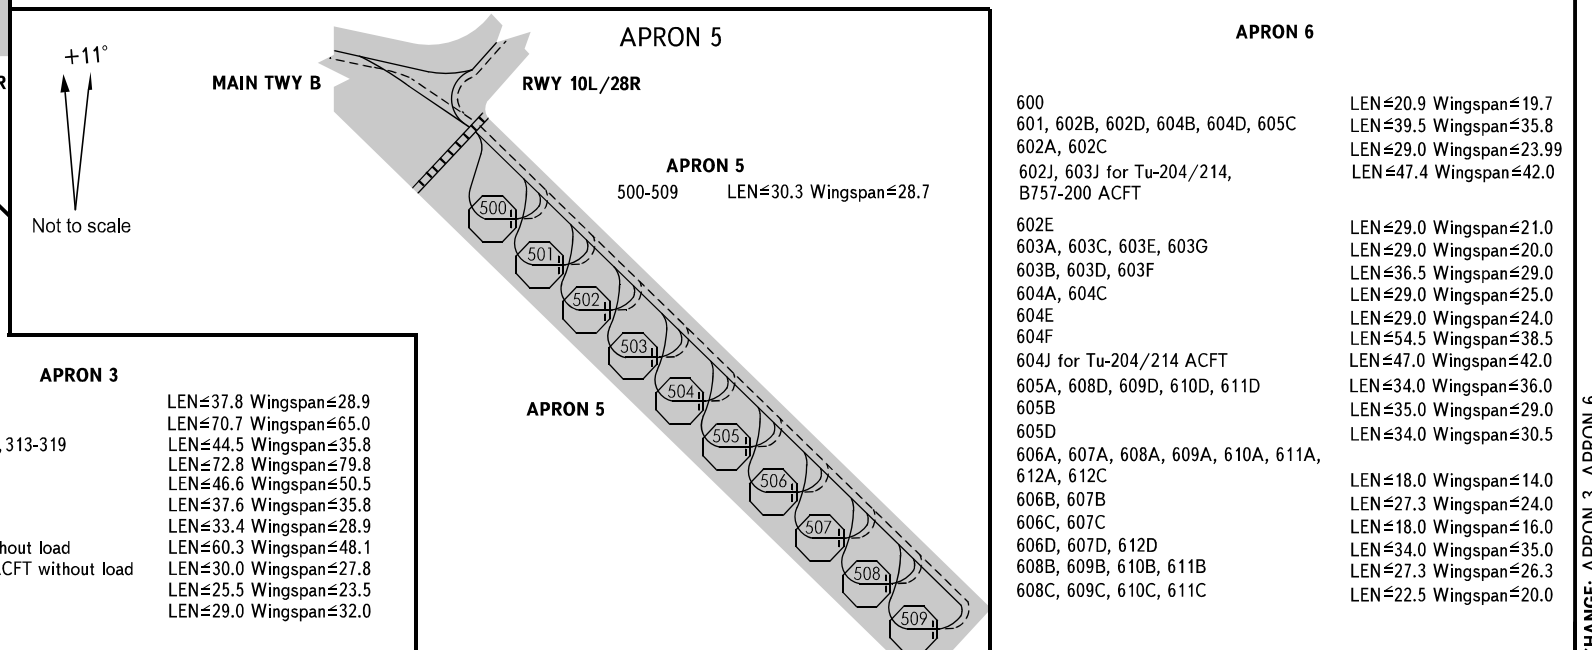 APRON 5
+11°
MAIN TWY B
RWY 10L/28R
Not to scale
APRON 5
500-509 LEN≤30.3 Wingspan≤28.7
500
501
502
503
504
505
506
507
508
509
APRON 5
APRON 3
LEN≤37.8 Wingspan≤28.9
LEN≤70.7 Wingspan≤65.0
, 313-319 LEN≤44.5 Wingspan≤35.8
LEN≤72.8 Wingspan≤79.8
LEN≤46.6 Wingspan≤50.5
LEN≤37.6 Wingspan≤35.8
LEN≤33.4 Wingspan≤28.9
hout load LEN≤60.3 Wingspan≤48.1
CFT without load LEN≤30.0 Wingspan≤27.8
LEN≤25.5 Wingspan≤23.5
LEN≤29.0 Wingspan≤32.0
APRON 6
600 LEN≤20.9 Wingspan≤19.7
601, 602B, 602D, 604B, 604D, 605C LEN≤39.5 Wingspan≤35.8
602A, 602C LEN≤29.0 Wingspan≤23.99
602J, 603J for Tu-204/214, LEN≤47.4 Wingspan≤42.0
B757-200 ACFT
602E LEN≤29.0 Wingspan≤21.0
603A, 603C, 603E, 603G LEN≤29.0 Wingspan≤20.0
603B, 603D, 603F LEN≤36.5 Wingspan≤29.0
604A, 604C LEN≤29.0 Wingspan≤25.0
604E LEN≤29.0 Wingspan≤24.0
604F LEN≤54.5 Wingspan≤38.5
604J for Tu-204/214 ACFT LEN≤47.0 Wingspan≤42.0
605A, 608D, 609D, 610D, 611D LEN≤34.0 Wingspan≤36.0
605B LEN≤35.0 Wingspan≤29.0
605D LEN≤34.0 Wingspan≤30.5
606A, 607A, 608A, 609A, 610A, 611A,
612A, 612C LEN≤18.0 Wingspan≤14.0
606B, 607B LEN≤27.3 Wingspan≤24.0
606C, 607C LEN≤18.0 Wingspan≤16.0
606D, 607D, 612D LEN≤34.0 Wingspan≤35.0
608B, 609B, 610B, 611B LEN≤27.3 Wingspan≤26.3
608C, 609C, 610C, 611C LEN≤22.5 Wingspan≤20.0
HANGE: APRON 3, APRON 6